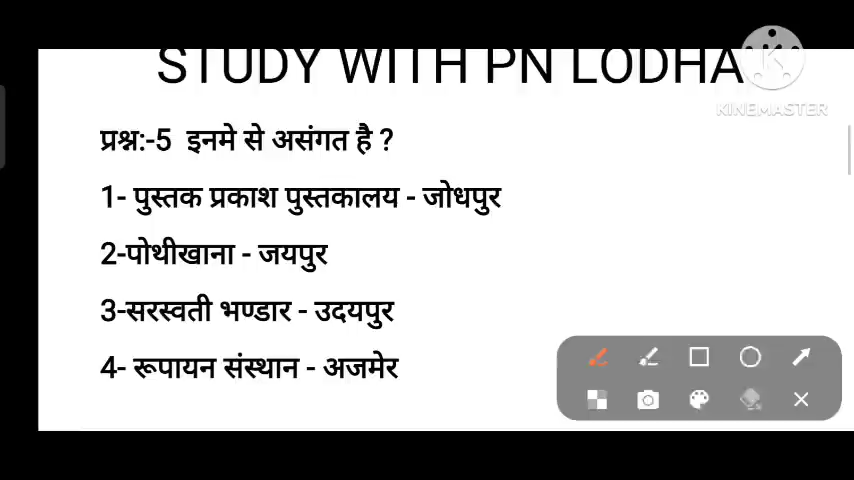 STUDY WITH PN LODHA
KINEMASTER
प्रश्न:-5 इनमे से असंगत है ?
1- पुस्तक प्रकाश पुस्तकालय - जोधपुर
2-पोथीखाना - जयपुर
3-सरस्वती भण्डार - उदयपुर
4- रूपायन संस्थान - अजमेर